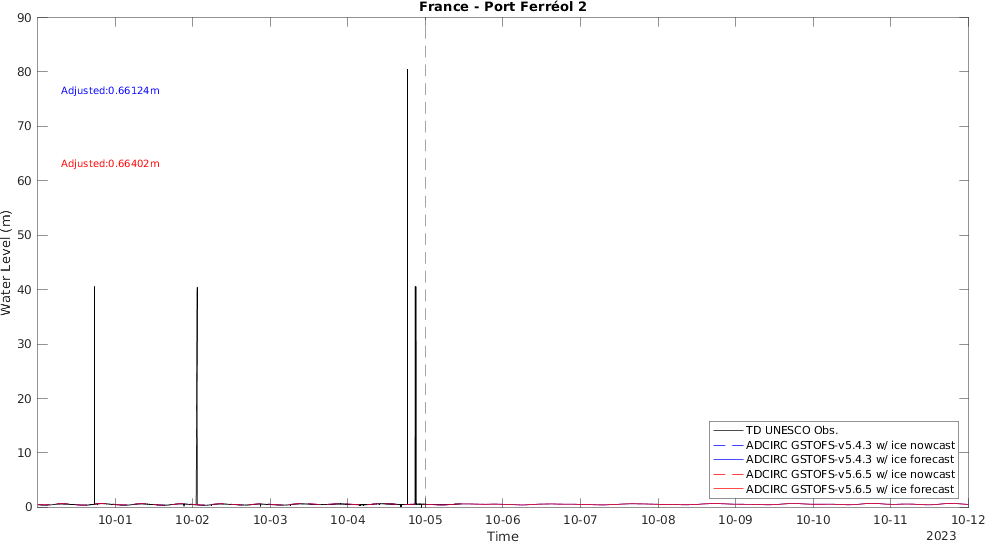 France - Port Ferréol 2
90
80
70
60
50
40
30
20
10
0
Water Level (m)
Adjusted:0.66124m
Adjusted:0.66402m
TD UNESCO Obs.
ADCIRC GSTOFS-v5.4.3 w/ ice nowcast
ADCIRC GSTOFS-v5.4.3 w/ ice forecast
ADCIRC GSTOFS-v5.6.5 w/ ice nowcast
ADCIRC GSTOFS-v5.6.5 w/ ice forecast
10-01 10-02 10-03 10-04 10-05 10-06 10-07 10-08 10-09 10-10 10-11 10-12
Time
2023